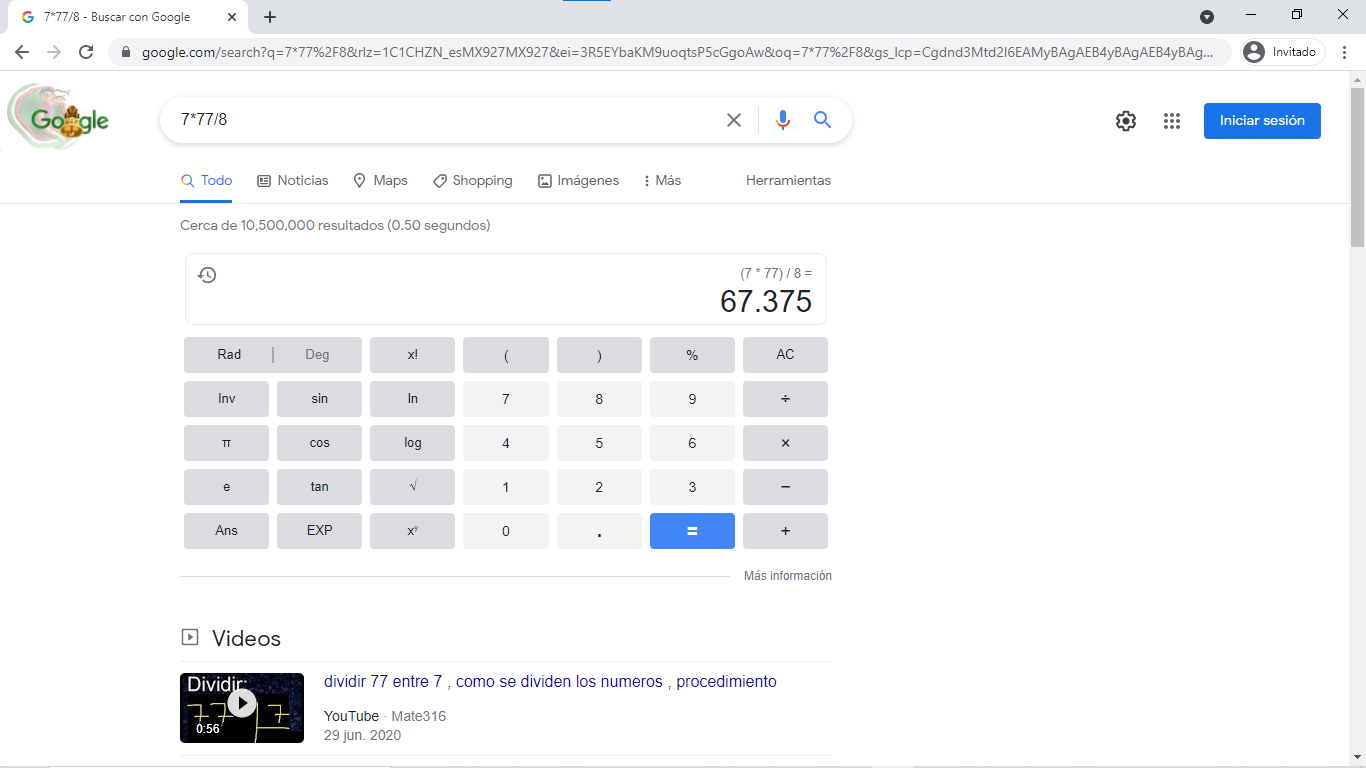 7*77/8 - Buscar con Google
google.com/search?q=7*77%2F8&rlz=1C1CHZN_esMX927MX927&ei=3R5EYbaKM9uoqtsP5cGgoAw&oq=7*77%2F8&gs_lcp=Cgdnd3Mtd2l6EAMyBAgAEB4yBAgAEB4yBAg...
Invitado
Google
7*77/8
Iniciar sesión
Todo Noticias Maps Shopping Imágenes Más Herramientas
Cerca de 10,500,000 resultados (0.50 segundos)
(7 * 77) / 8 =
67.375
Rad | Deg x! ( ) % AC
Inv sin ln 7 8 9 ÷
π cos log 4 5 6 ×
e tan √ 1 2 3 −
Ans EXP xʸ 0 . = +
Más información
Videos
Dividir:
77 7
0:56
dividir 77 entre 7 , como se dividen los numeros , procedimiento
YouTube · Mate316
29 jun. 2020